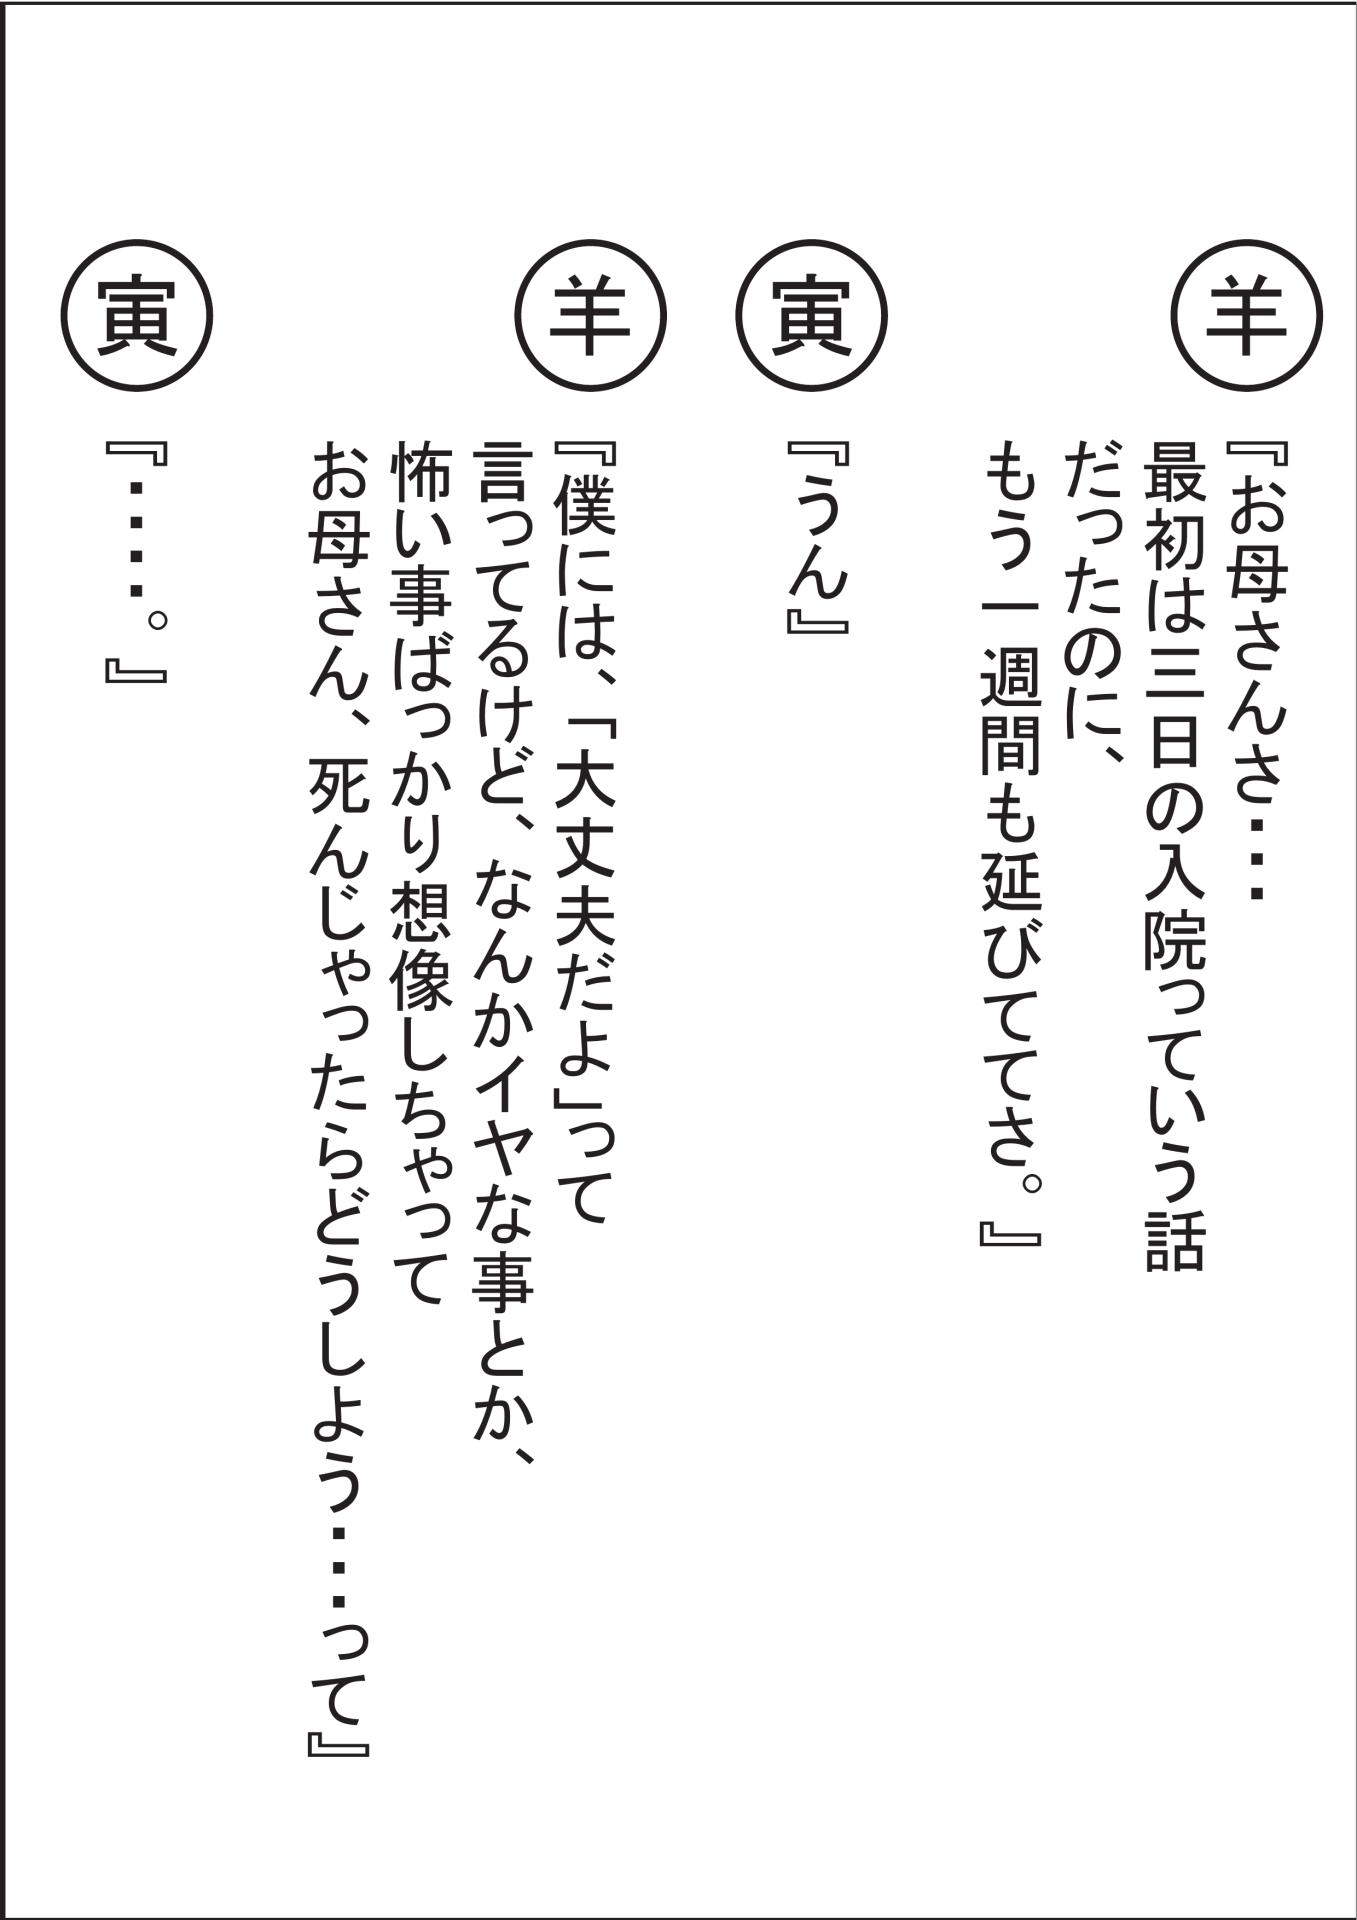 羊
『お母さんさ…
最初は三日の入院っていう話
だったのに、
もう一週間も延びててさ。』
寅
『うん』
羊
『僕には、「大丈夫だよ」って
言ってるけど、なんかイヤな事とか、
怖い事ばっかり想像しちゃって
お母さん、死んじゃったらどうしよう…って』
寅
『….。』